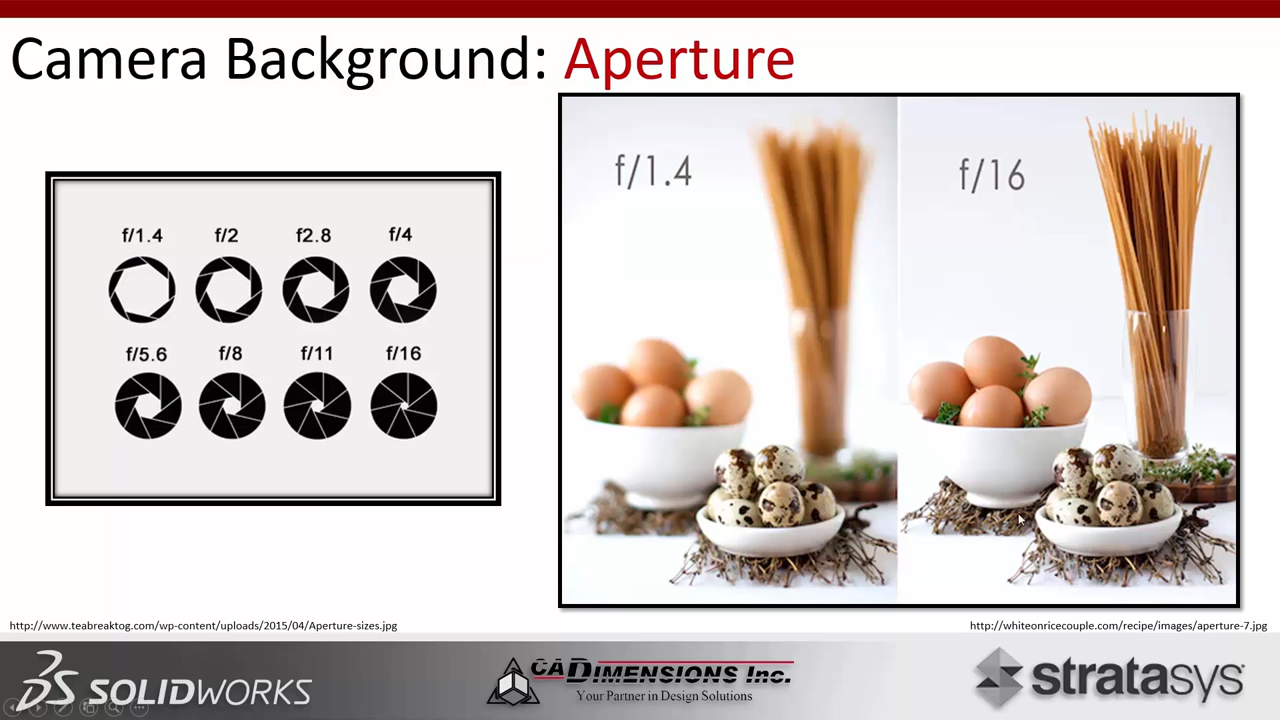 Camera Background: Aperture
f/1.4 f/2 f2.8 f/4
f/5.6 f/8 f/11 f/16
f/1.4
f/16
http://www.teabreaktog.com/wp-content/uploads/2015/04/Aperture-sizes.jpg
http://whiteonricecouple.com/recipe/images/aperture-7.jpg
3DS SOLIDWORKS
CADIMENSIONS Inc.
Your Partner in Design Solutions
stratasys